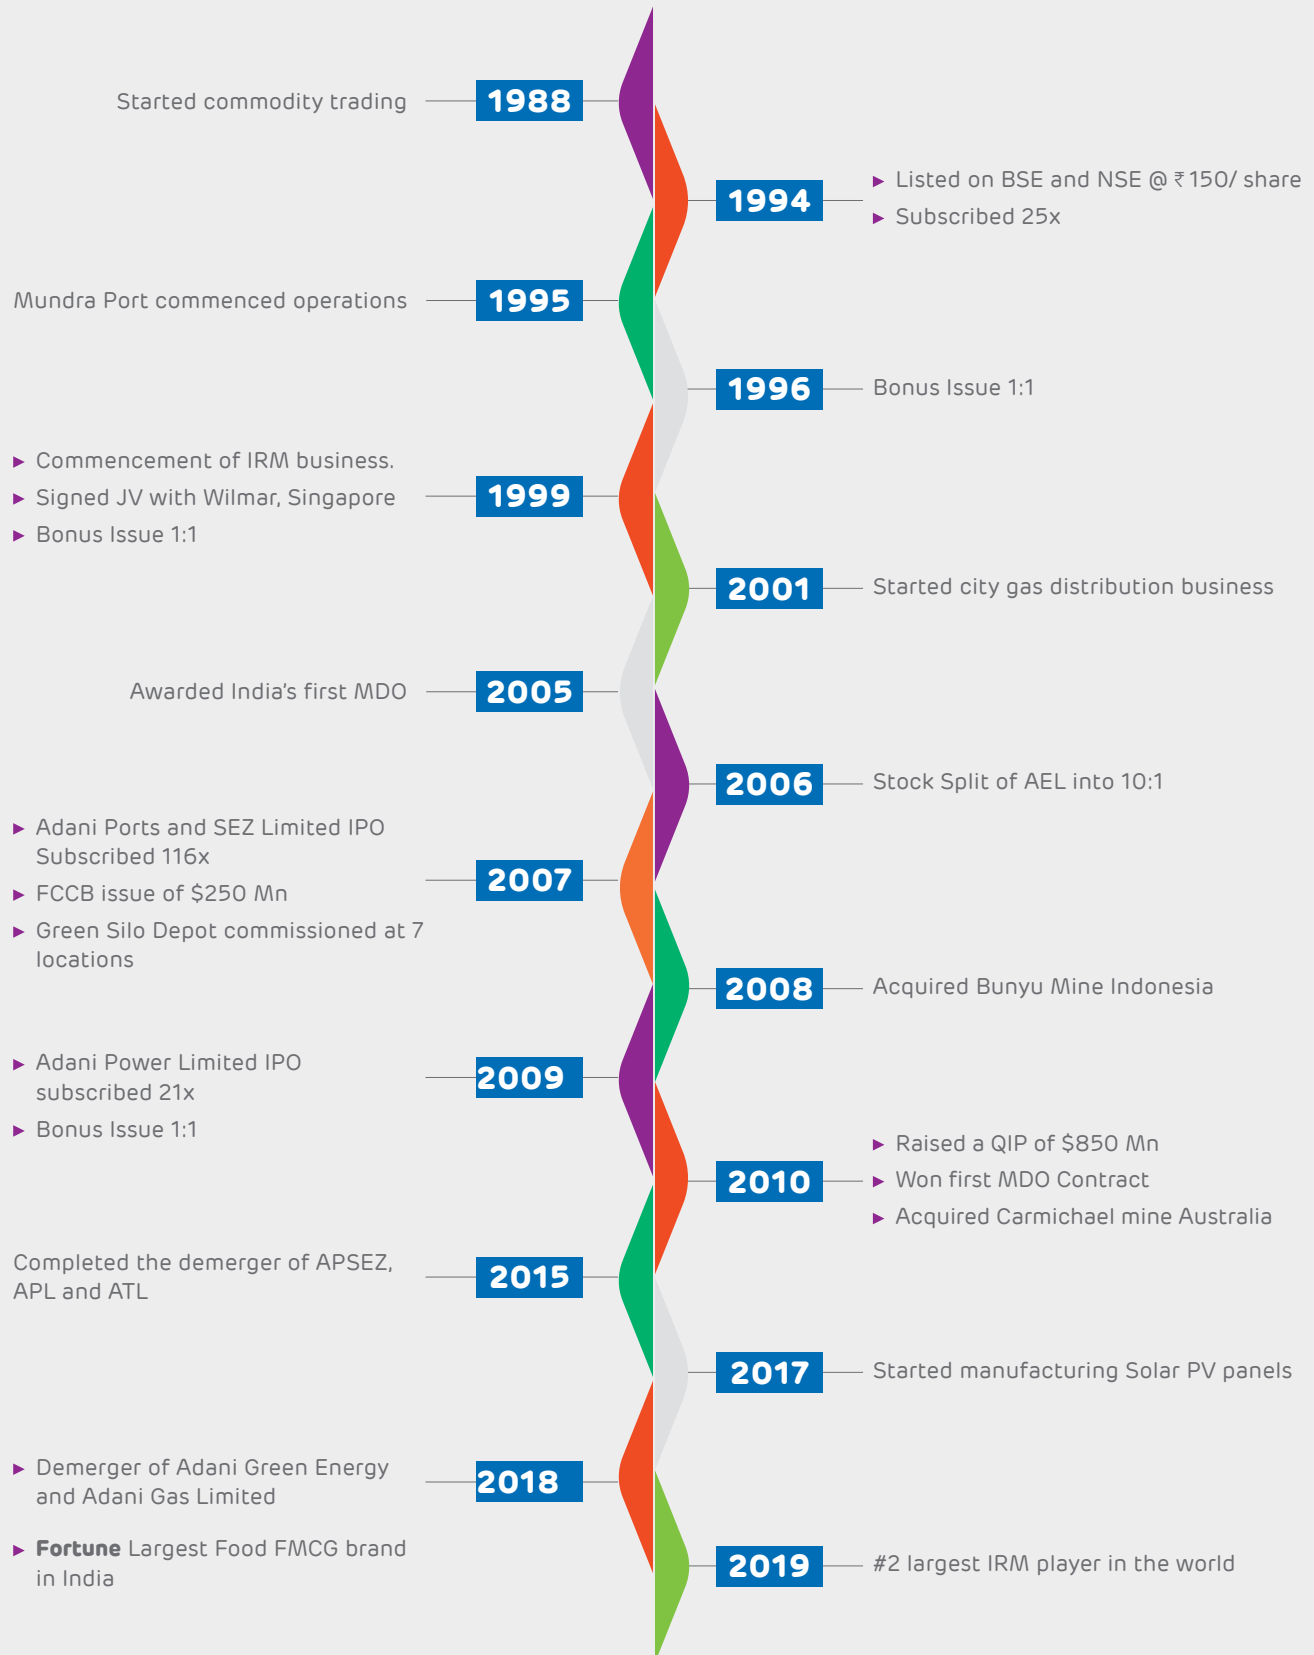 Started commodity trading
1988
1994
► Listed on BSE and NSE @ ₹150/ share
► Subscribed 25x
Mundra Port commenced operations
1995
1996
Bonus Issue 1:1
► Commencement of IRM business.
► Signed JV with Wilmar, Singapore
► Bonus Issue 1:1
1999
2001
Started city gas distribution business
Awarded India's first MDO
2005
2006
Stock Split of AEL into 10:1
► Adani Ports and SEZ Limited IPO
Subscribed 116x
► FCCB issue of $250 Mn
► Green Silo Depot commissioned at 7
locations
2007
2008
Acquired Bunyu Mine Indonesia
► Adani Power Limited IPO
subscribed 21x
► Bonus Issue 1:1
2009
2010
► Raised a QIP of $850 Mn
► Won first MDO Contract
► Acquired Carmichael mine Australia
Completed the demerger of APSEZ,
APL and ATL
2015
2017
Started manufacturing Solar PV panels
► Demerger of Adani Green Energy
and Adani Gas Limited
► Fortune Largest Food FMCG brand
in India
2018
2019
#2 largest IRM player in the world